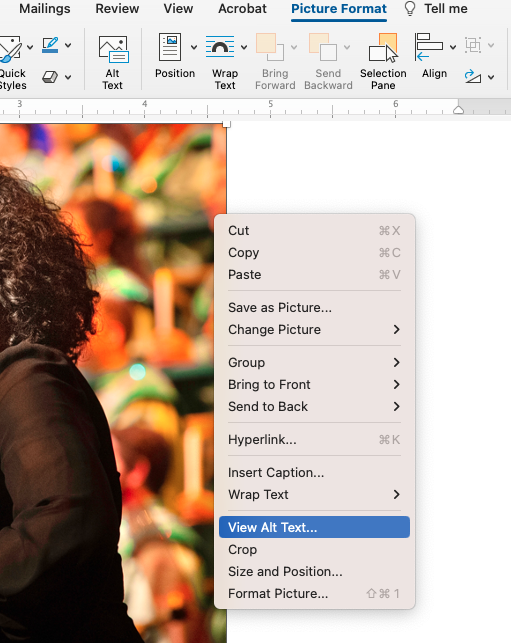 Mailings Review View Acrobat Picture Format Tell me
Quick Styles
Alt Text
Position
Wrap Text
Bring Forward
Send Backward
Selection Pane
Align
3 4 5 6
Cut ⌘X
Copy ⌘C
Paste ⌘V
Save as Picture...
Change Picture
Group
Bring to Front
Send to Back
Hyperlink... ⌘K
Insert Caption...
Wrap Text
View Alt Text...
Crop
Size and Position...
Format Picture... ⇧⌘1